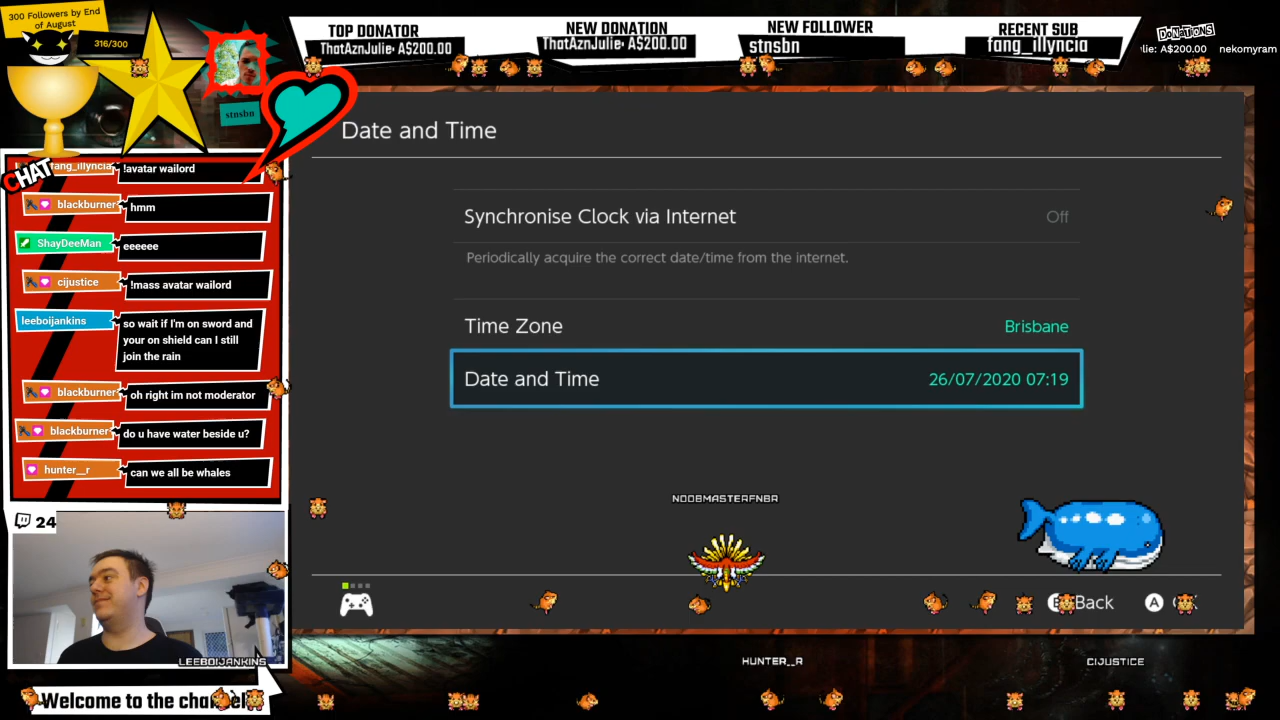 300 Followers by End
of August
316/300
stnsbn
TOP DONATOR
ThatAznJulie: A$200.00
NEW DONATION
ThatAznJulie: A$200.00
NEW FOLLOWER
stnsbn
RECENT SUB
fang_illyncia
DONATIONS
lie: A$200.00 nekomyram
CHAT
fang_illyncia !avatar wailord
blackburner hmm
ShayDeeMan eeeeee
cijustice !mass avatar wailord
leeboijankins so wait if I'm on sword and
your on shield can I still
join the rain
blackburner oh right im not moderator
blackburner do u have water beside u?
hunter__r can we all be whales
24
LEEBOIJANKINS
Welcome to the
Date and Time
Synchronise Clock via Internet Off
Periodically acquire the correct date/time from the internet.
Time Zone Brisbane
Date and Time 26/07/2020 07:19
NOOBMASTERFNBR
Back A
HUNTER__R
CIJUSTICE